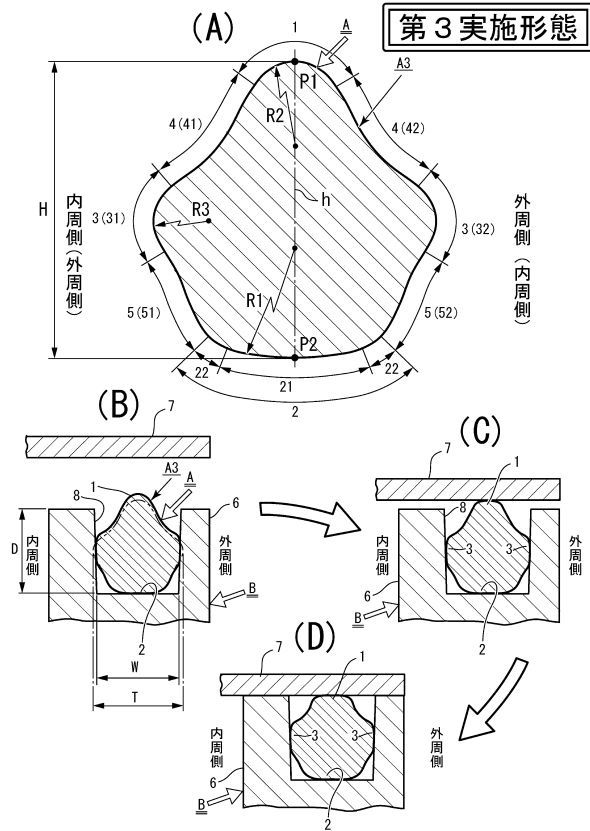 第3実施形態
(A)
1
A
P1
A3
R2
4(41)
4(42)
H
h
内周側(外周側)
外周側(内周側)
3(31)
R3
3(32)
R1
5(51)
5(52)
P2
22
21
22
2
(B)
7
A3
1
A
8
6
D
内周側
外周側
B
2
W
T
(C)
7
1
8
内周側
外周側
3
3
6
B
2
(D)
7
1
内周側
外周側
3
3
6
B
2